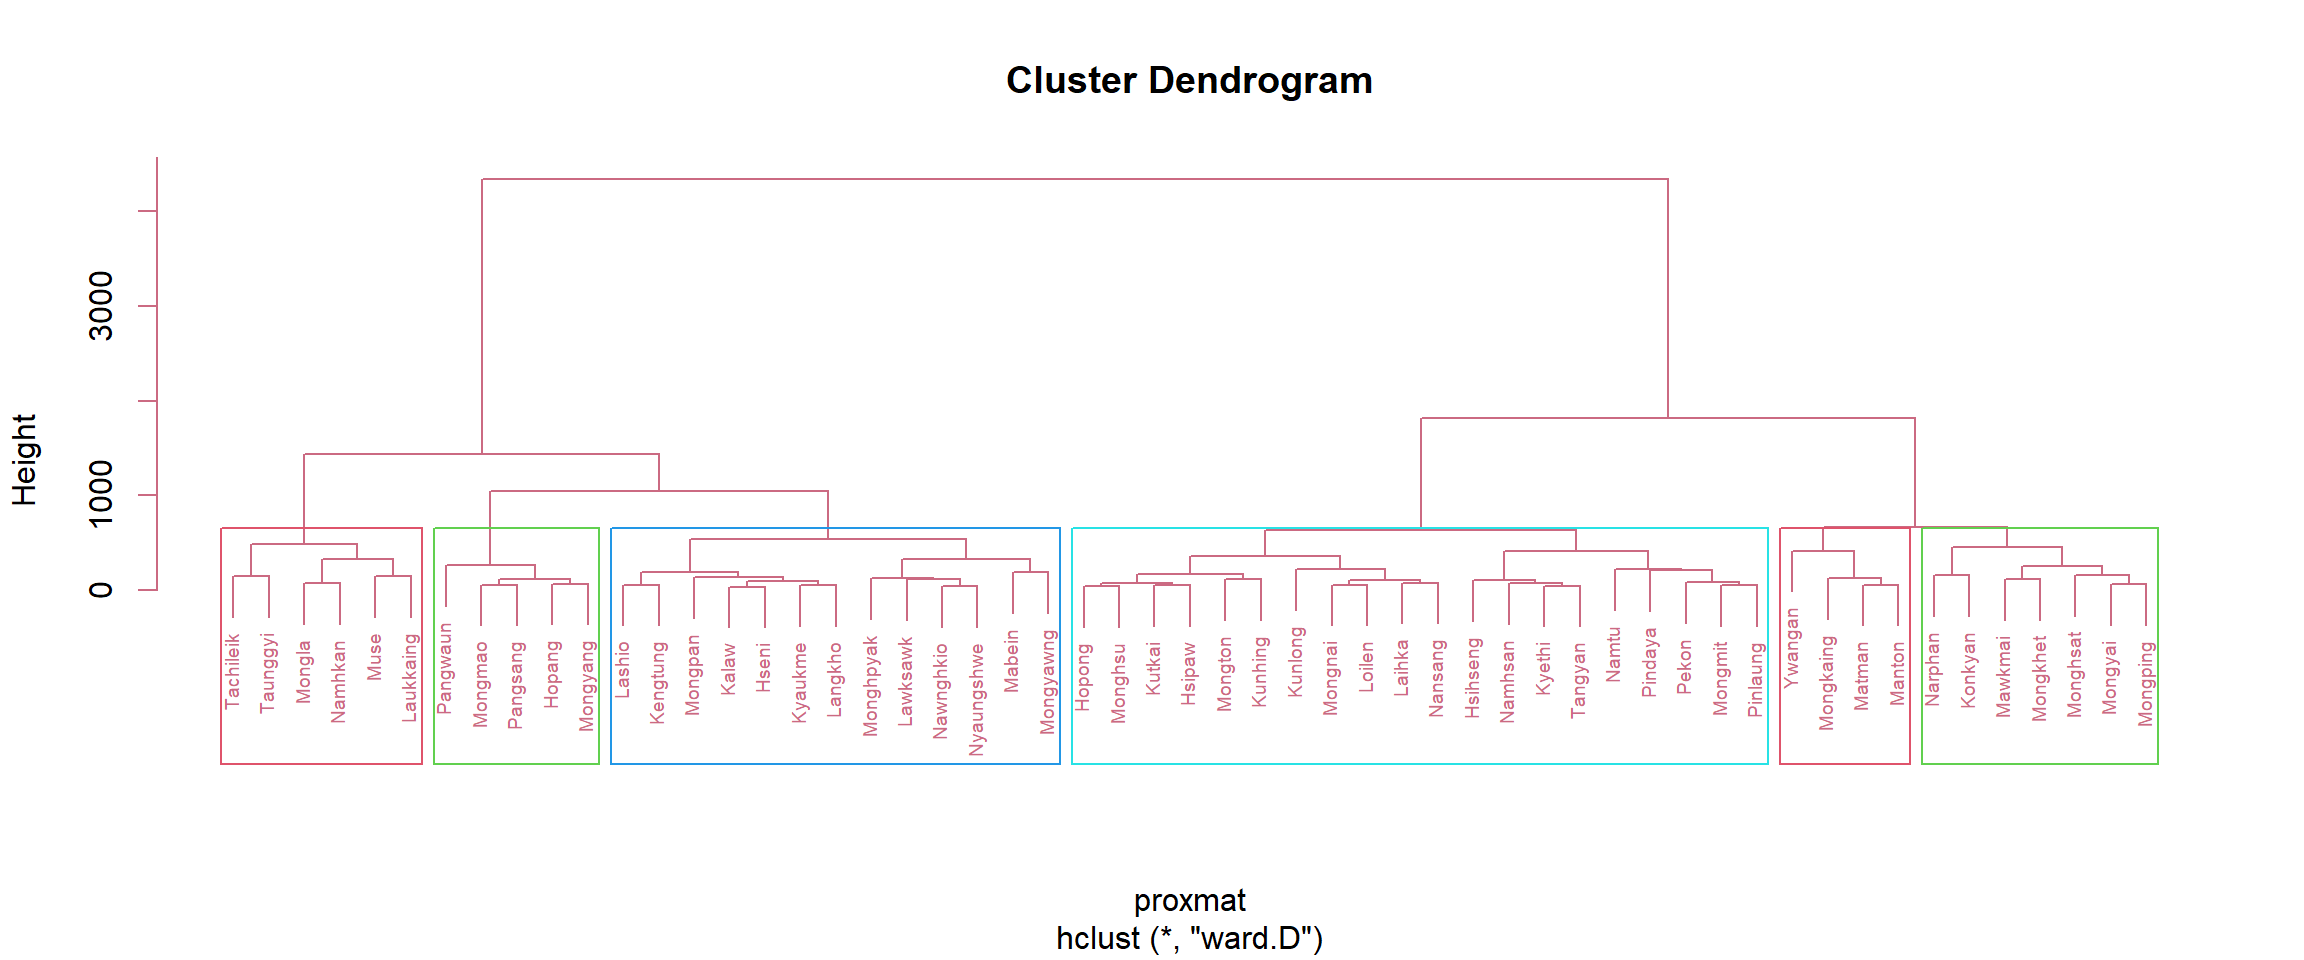 Cluster Dendrogram
Height
0
1000
3000
Tachileik
Taunggyi
Mongla
Namhkan
Muse
Laukkaing
Pangwaun
Mongmao
Pangsang
Hopang
Mongyang
Lashio
Kengtung
Mongpan
Kalaw
Hseni
Kyaukme
Langkho
Monghpyak
Lawksawk
Nawnghkio
Nyaungshwe
Mabein
Mongyawng
Hopong
Monghsu
Kutkai
Hsipaw
Mongton
Kunhing
Kunlong
Mongnai
Loilen
Laihka
Nansang
Hsihseng
Namhsan
Kyethi
Tangyan
Namtu
Pindaya
Pekon
Mongmit
Pinlaung
Ywangan
Mongkaing
Matman
Manton
Narphan
Konkyan
Mawkmai
Mongkhet
Monghsat
Mongyai
Mongping
proxmat
hclust (*, "ward.D")